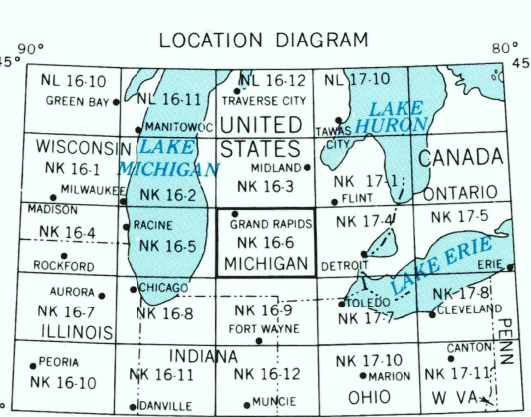 LOCATION DIAGRAM
90°
80°
45°
45°
NL 16-10
NL 16-11
NL 16-12
NL 17-10
GREEN BAY
TRAVERSE CITY
LAKE
HURON
MANITOWOC
UNITED
STATES
TAWAS
CITY
WISCONSIN
LAKE
MICHIGAN
CANADA
NK 16-1
NK 16-2
MIDLAND
NK 16-3
NK 17-1
ONTARIO
MILWAUKEE
FLINT
MADISON
RACINE
GRAND RAPIDS
NK 17-4
NK 17-5
NK 16-4
NK 16-5
NK 16-6
MICHIGAN
ROCKFORD
DETROIT
LAKE ERIE
ERIE
AURORA
CHICAGO
NK 17-8
NK 16-7
NK 16-8
NK 16-9
TOLEDO
NK 17-7
CLEVELAND
ILLINOIS
FORT WAYNE
PENN
INDIANA
CANTON
PEORIA
NK 17-10
NK 16-10
NK 16-11
NK 16-12
MARION
NK 17-11
OHIO
W VA
DANVILLE
MUNCIE